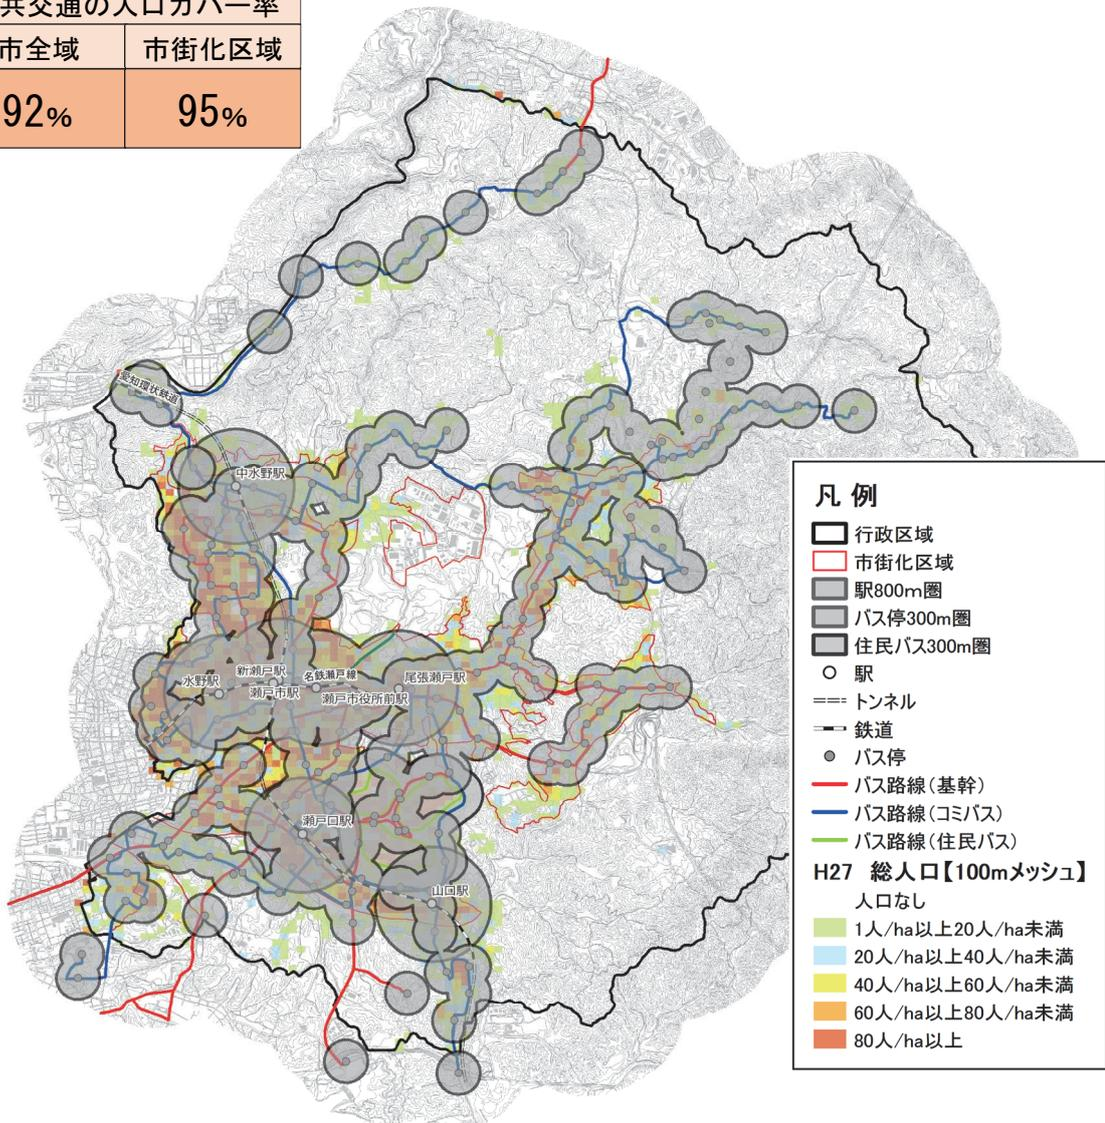 共交通の人口カバー率
市全域 市街化区域
92% 95%
愛知環状鉄道
中水野駅
新瀬戸駅
水野駅
瀬戸市駅
名鉄瀬戸線
瀬戸市役所前駅
尾張瀬戸駅
瀬戸口駅
山口駅
凡例
行政区域
市街化区域
駅800m圏
バス停300m圏
住民バス300m圏
駅
トンネル
鉄道
バス停
バス路線(基幹)
バス路線(コミバス)
バス路線(住民バス)
H27 総人口【100mメッシュ】
人口なし
1人/ha以上20人/ha未満
20人/ha以上40人/ha未満
40人/ha以上60人/ha未満
60人/ha以上80人/ha未満
80人/ha以上